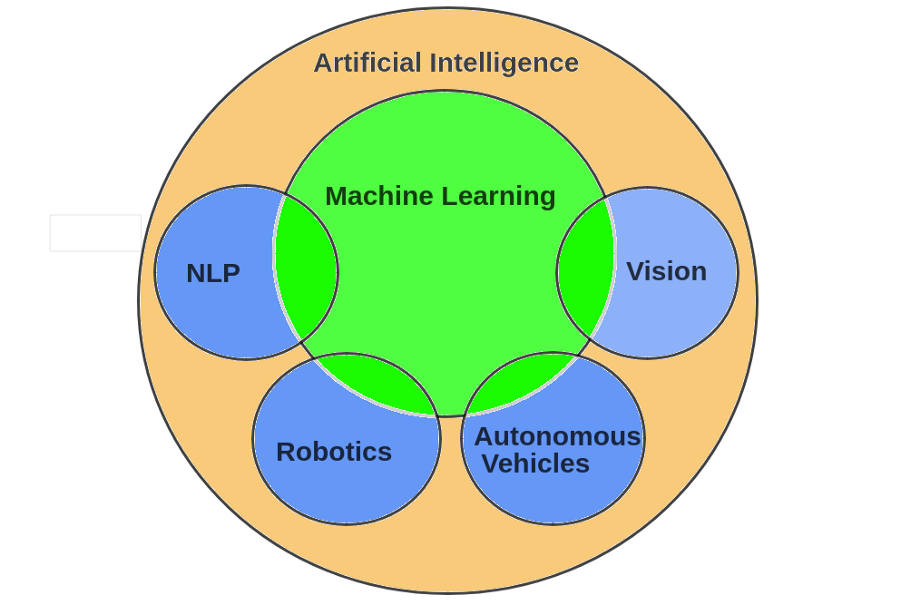 Artificial Intelligence
Machine Learning
NLP
Vision
Robotics
Autonomous
Vehicles